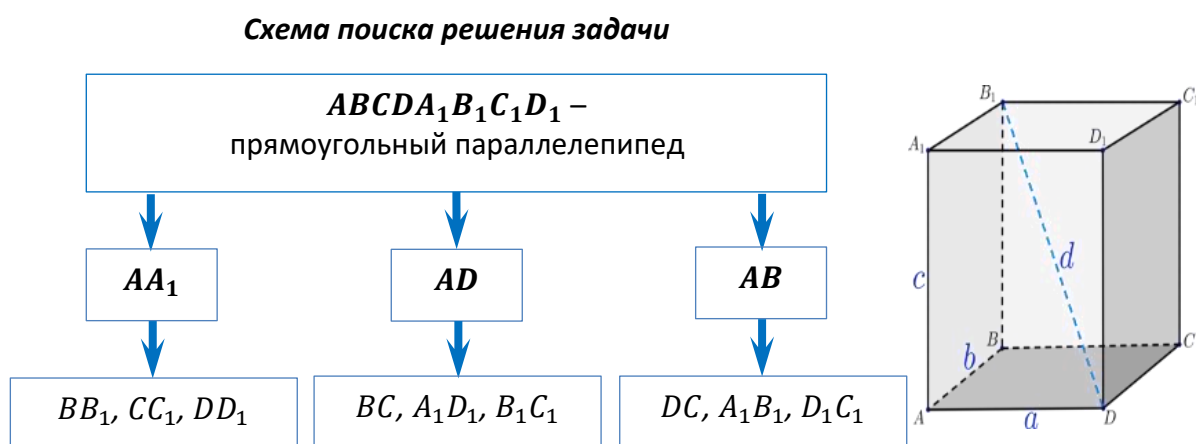 Схема поиска решения задачи
ABCDA₁B₁C₁D₁ –
прямоугольный параллелепипед
AA₁
AD
AB
BB₁, CC₁, DD₁
BC, A₁D₁, B₁C₁
DC, A₁B₁, D₁C₁
B₁
C₁
A₁
D₁
c
d
B
C
b
A
a
D